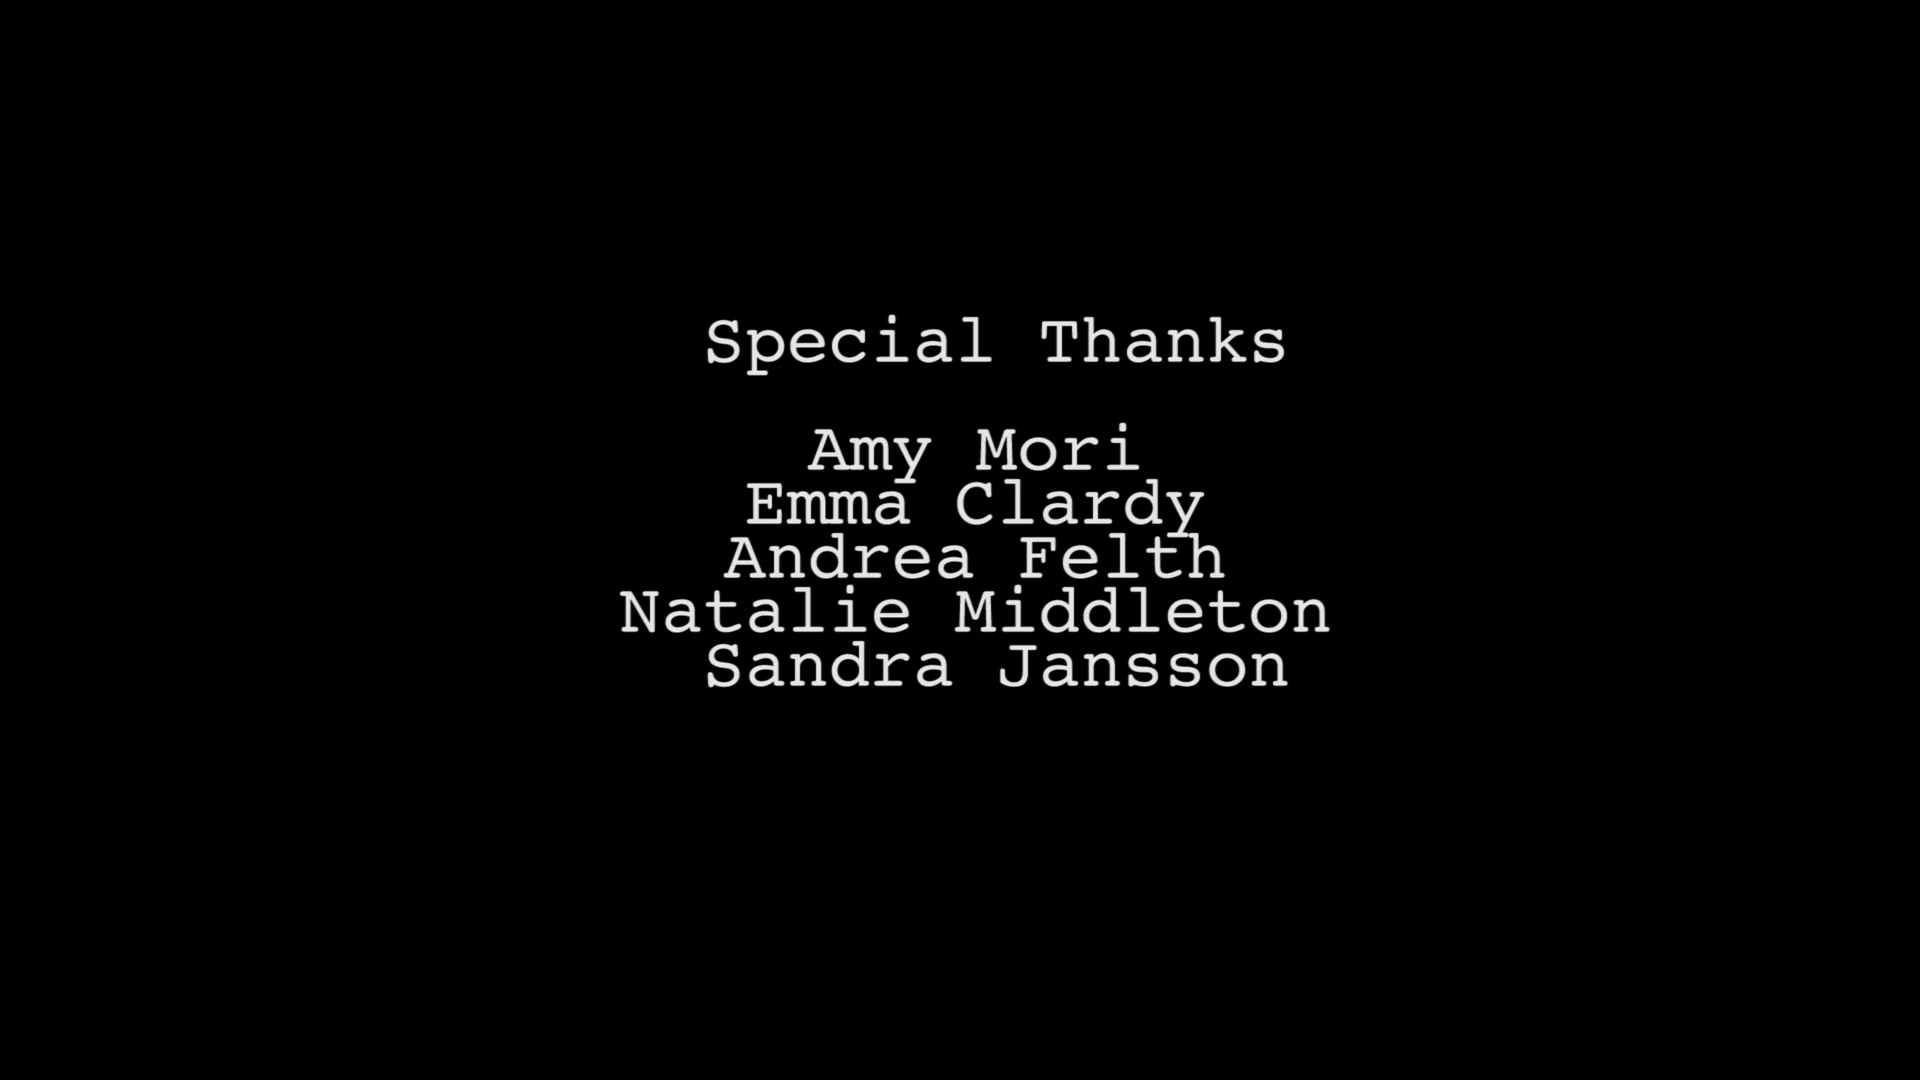 Special Thanks
Amy Mori
Emma Clardy
Andrea Felth
Natalie Middleton
Sandra Jansson